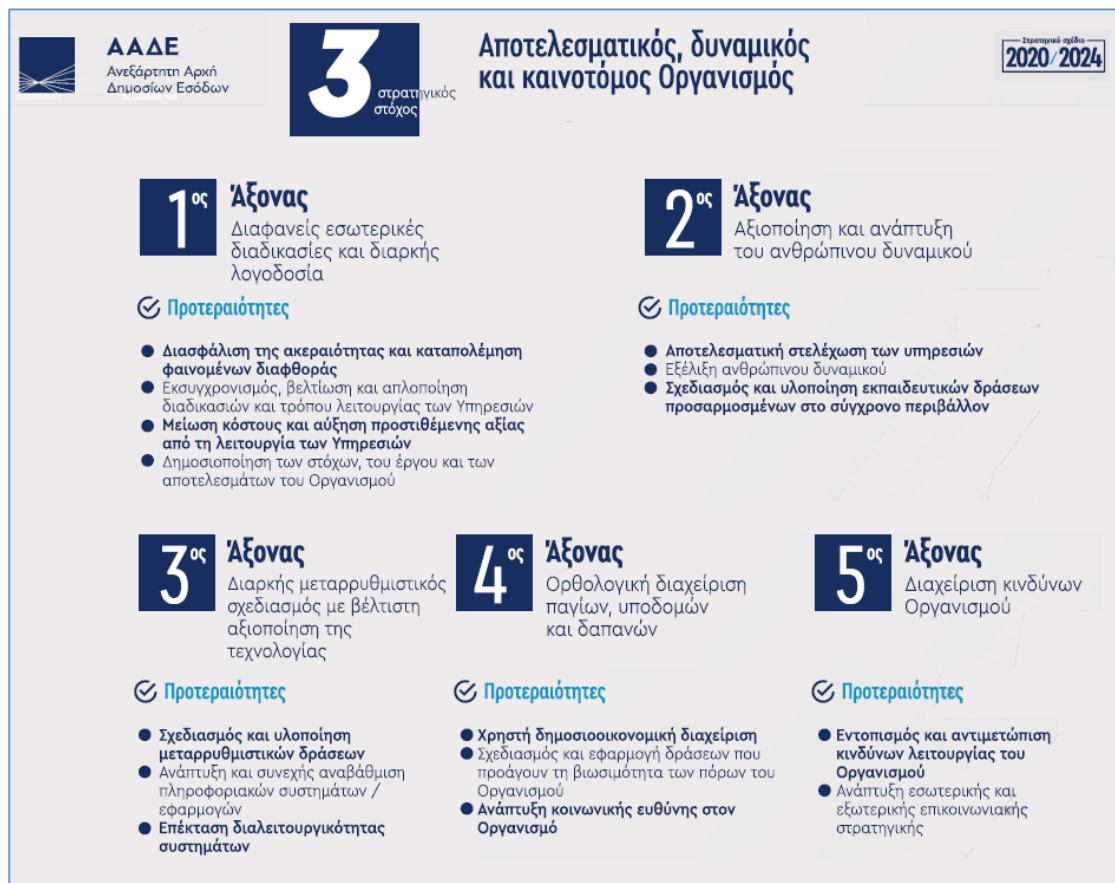 ΑΑΔΕ
Ανεξάρτητη Αρχή
Δημοσίων Εσόδων
3 στρατηγικός
στόχος
Αποτελεσματικός, δυναμικός
και καινοτόμος Οργανισμός
Στρατηγικό σχέδιο
2020/2024
1ος Άξονας
Διαφανείς εσωτερικές
διαδικασίες και διαρκής
λογοδοσία
Προτεραιότητες
● Διασφάλιση της ακεραιότητας και καταπολέμηση
φαινομένων διαφθοράς
● Εκσυγχρονισμός, βελτίωση και απλοποίηση
διαδικασιών και τρόπου λειτουργίας των Υπηρεσιών
● Μείωση κόστους και αύξηση προστιθέμενης αξίας
από τη λειτουργία των Υπηρεσιών
● Δημοσιοποίηση των στόχων, του έργου και των
αποτελεσμάτων του Οργανισμού
2ος Άξονας
Αξιοποίηση και ανάπτυξη
του ανθρώπινου δυναμικού
Προτεραιότητες
● Αποτελεσματική στελέχωση των υπηρεσιών
● Εξέλιξη ανθρώπινου δυναμικού
● Σχεδιασμός και υλοποίηση εκπαιδευτικών δράσεων
προσαρμοσμένων στο σύγχρονο περιβάλλον
3ος Άξονας
Διαρκής μεταρρυθμιστικός
σχεδιασμός με βέλτιστη
αξιοποίηση της
τεχνολογίας
Προτεραιότητες
● Σχεδιασμός και υλοποίηση
μεταρρυθμιστικών δράσεων
● Ανάπτυξη και συνεχής αναβάθμιση
πληροφοριακών συστημάτων /
εφαρμογών
● Επέκταση διαλειτουργικότητας
συστημάτων
4ος Άξονας
Ορθολογική διαχείριση
παγίων, υποδομών
και δαπανών
Προτεραιότητες
● Χρηστή δημοσιοοικονομική διαχείριση
● Σχεδιασμός και εφαρμογή δράσεων που
προάγουν τη βιωσιμότητα των πόρων του
Οργανισμού
● Ανάπτυξη κοινωνικής ευθύνης στον
Οργανισμό
5ος Άξονας
Διαχείριση κινδύνων
Οργανισμού
Προτεραιότητες
● Εντοπισμός και αντιμετώπιση
κινδύνων λειτουργίας του
Οργανισμού
● Ανάπτυξη εσωτερικής και
εξωτερικής επικοινωνιακής
στρατηγικής